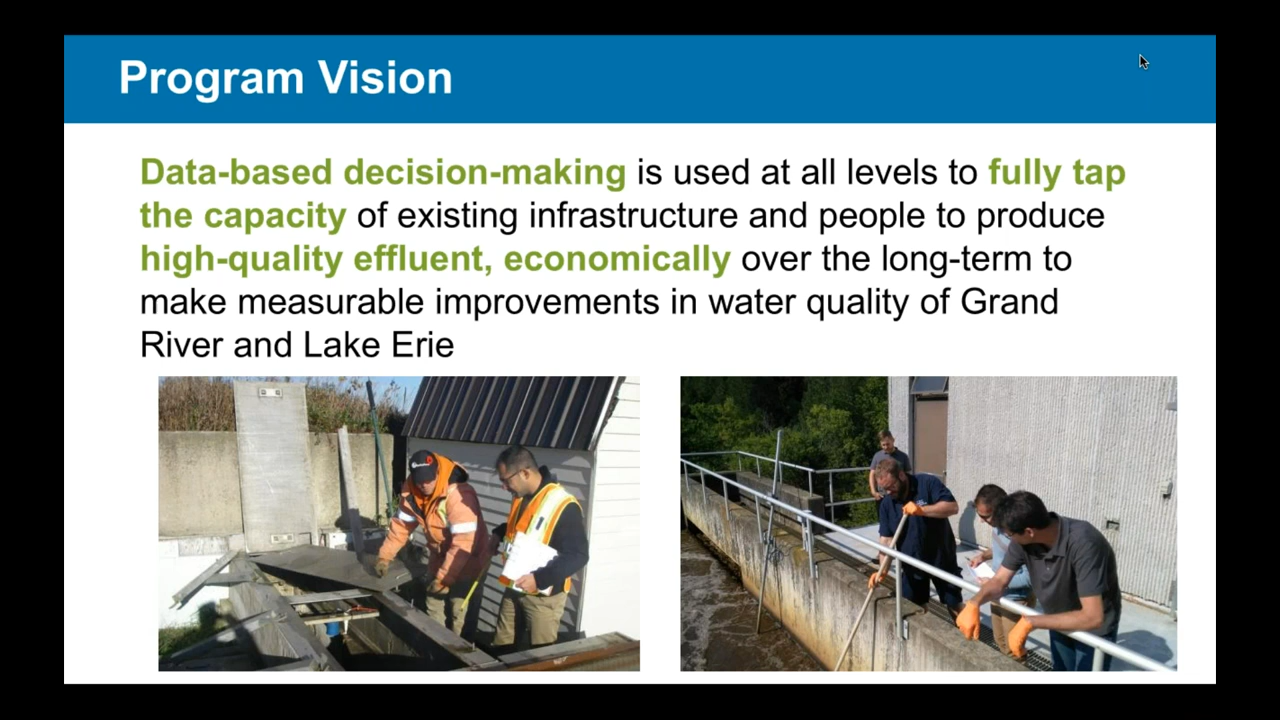 Program Vision
Data-based decision-making is used at all levels to fully tap
the capacity of existing infrastructure and people to produce
high-quality effluent, economically over the long-term to
make measurable improvements in water quality of Grand
River and Lake Erie